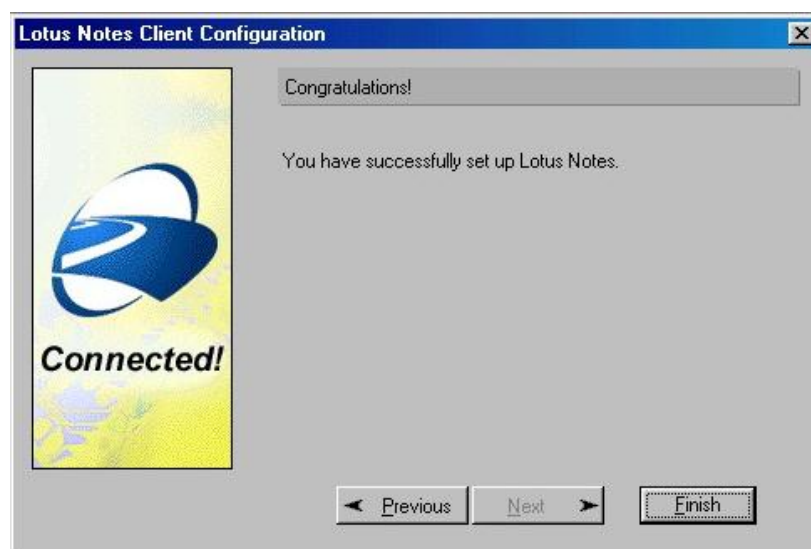 Lotus Notes Client Configuration
Congratulations!
You have successfully set up Lotus Notes.
Connected!
Previous
Next
Finish